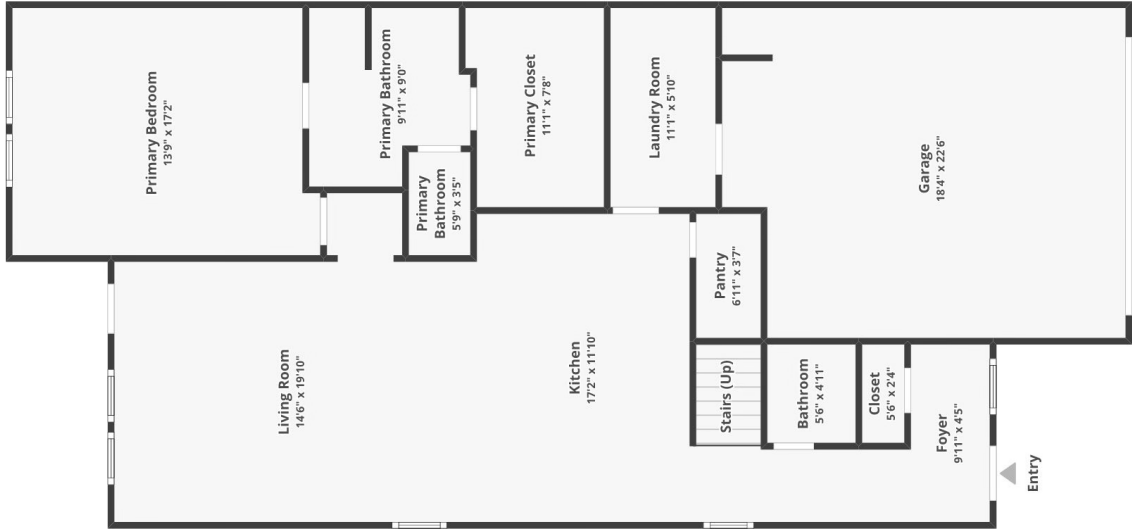 Primary Bedroom
13'9" x 17'2"
Primary Bathroom
9'11" x 9'0"
Primary
Bathroom
5'9" x 3'5"
Primary Closet
11'1" x 7'8"
Laundry Room
11'1" x 5'10"
Garage
18'4" x 22'6"
Pantry
6'11" x 3'7"
Living Room
14'6" x 19'10"
Kitchen
17'2" x 11'10"
Stairs (Up)
Bathroom
5'6" x 4'11"
Closet
5'6" x 2'4"
Foyer
9'11" x 4'5"
Entry